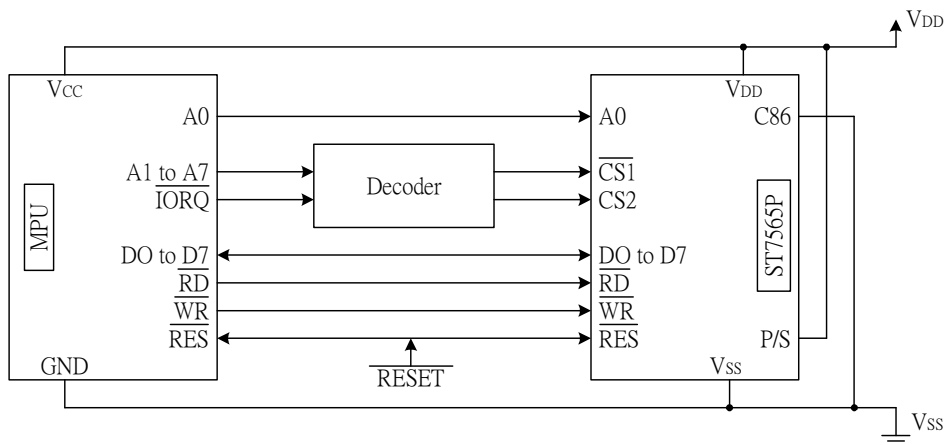 VDD
VCC
VDD
A0
A0
C86
A1 to A7
IORQ
Decoder
CS1
CS2
MPU
ST7565P
DO to D7
DO to D7
RD
RD
WR
WR
RES
RES
P/S
RESET
GND
VSS
VSS